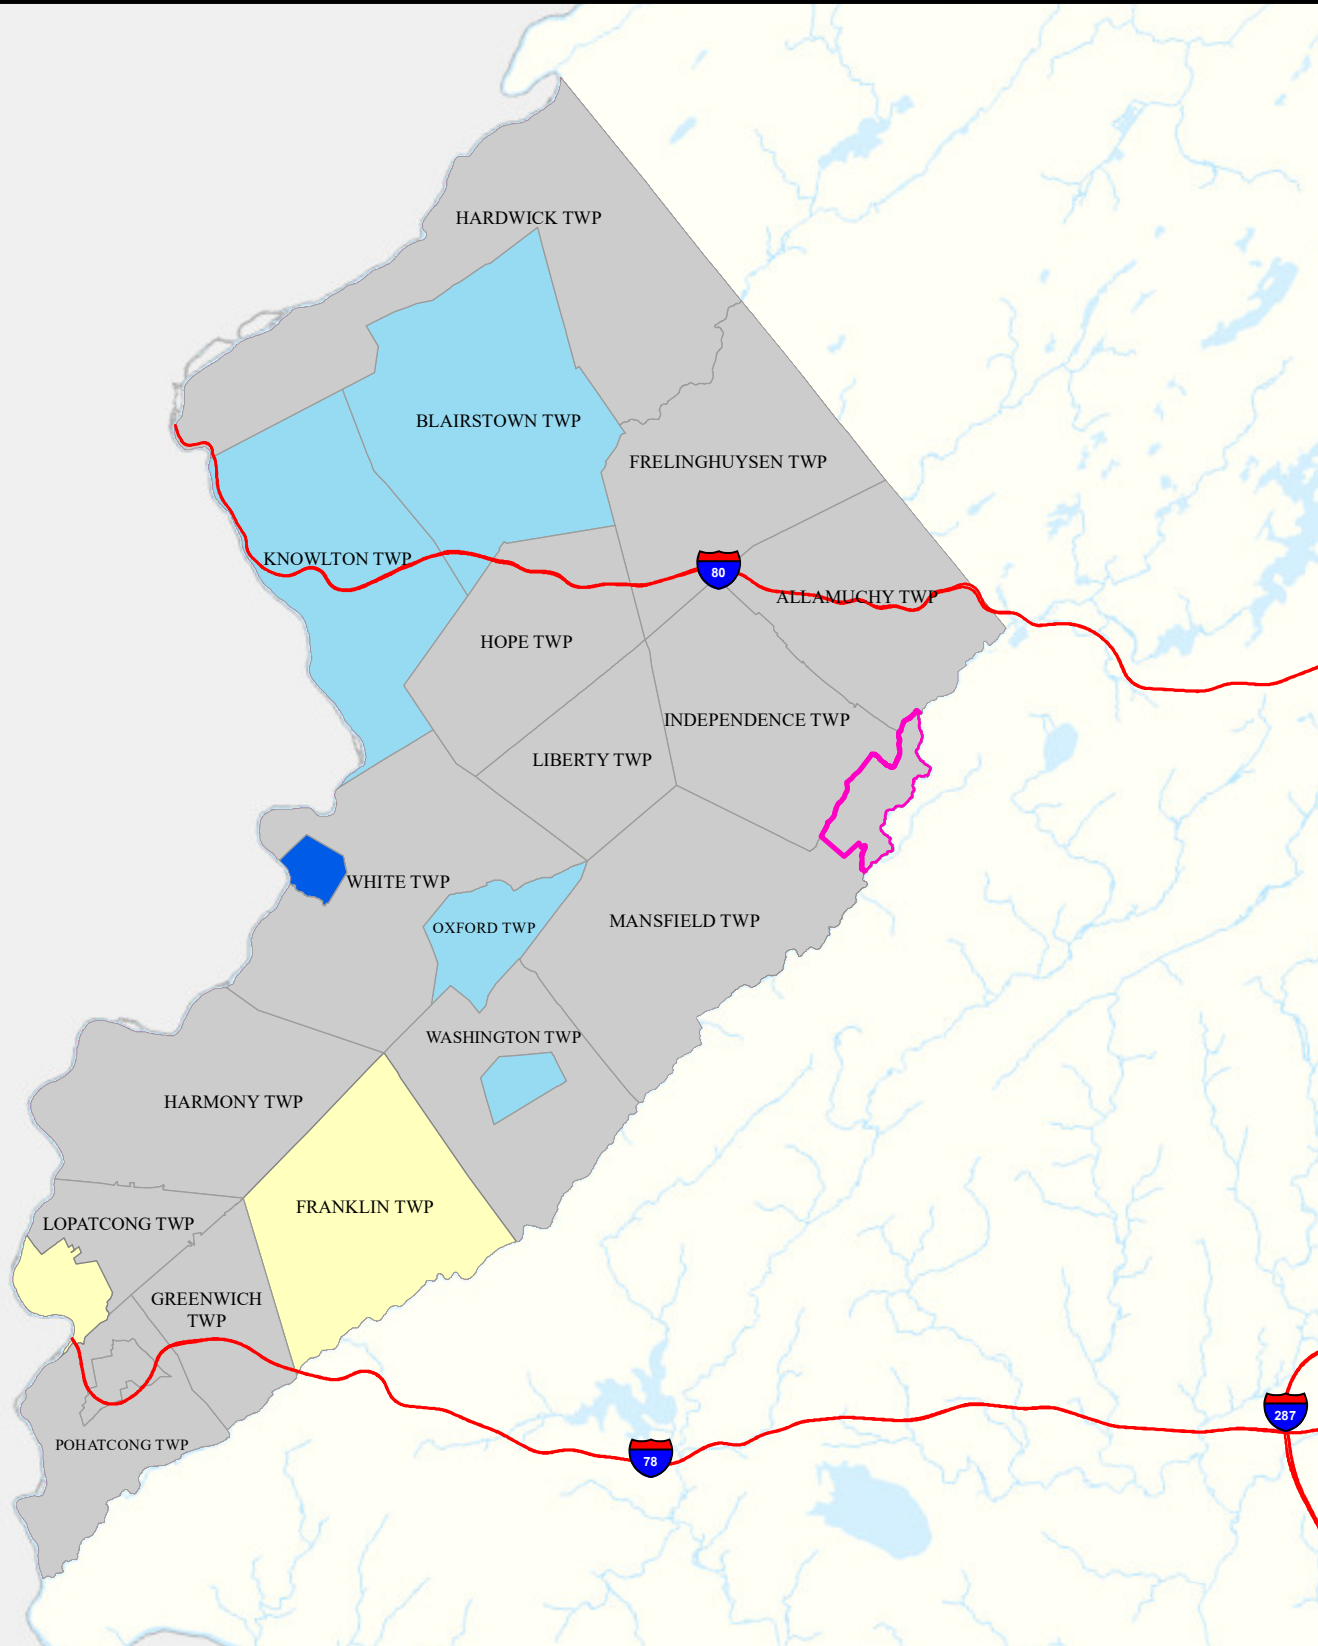 HARDWICK TWP
BLAIRSTOWN TWP
FRELINGHUYSEN TWP
KNOWLTON TWP
80
ALLAMUCHY TWP
HOPE TWP
INDEPENDENCE TWP
LIBERTY TWP
WHITE TWP
MANSFIELD TWP
OXFORD TWP
WASHINGTON TWP
HARMONY TWP
FRANKLIN TWP
LOPATCONG TWP
GREENWICH
TWP
287
POHATCONG TWP
78